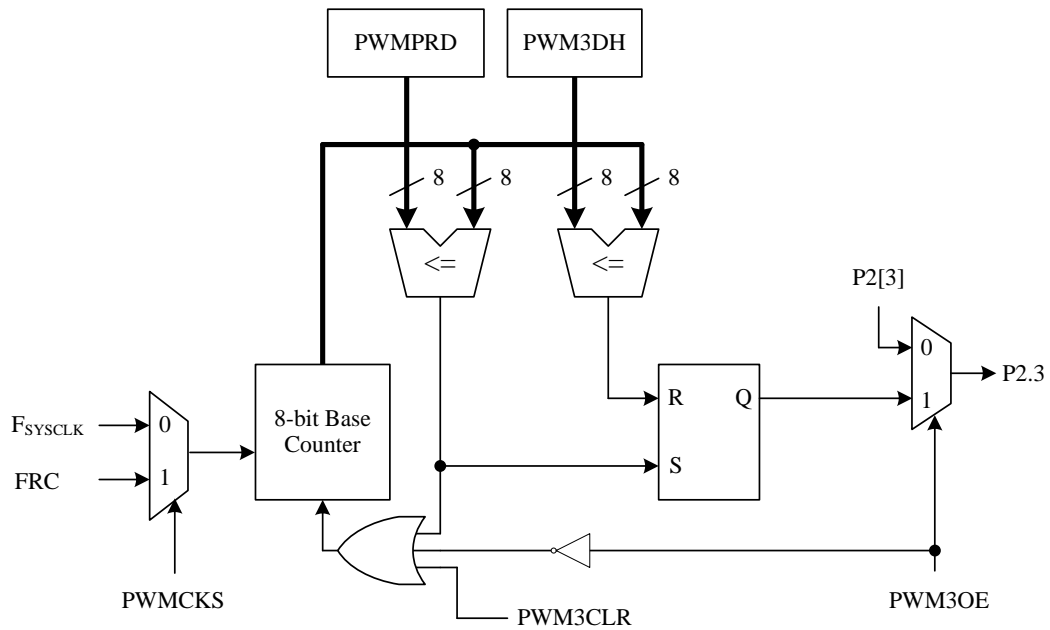 PWMPRD
PWM3DH
8
8
8
8
<=
<=
P2[3]
0
P2.3
1
R
Q
S
8-bit Base
Counter
FSYSCLK
0
FRC
1
PWMCKS
PWM3CLR
PWM3OE